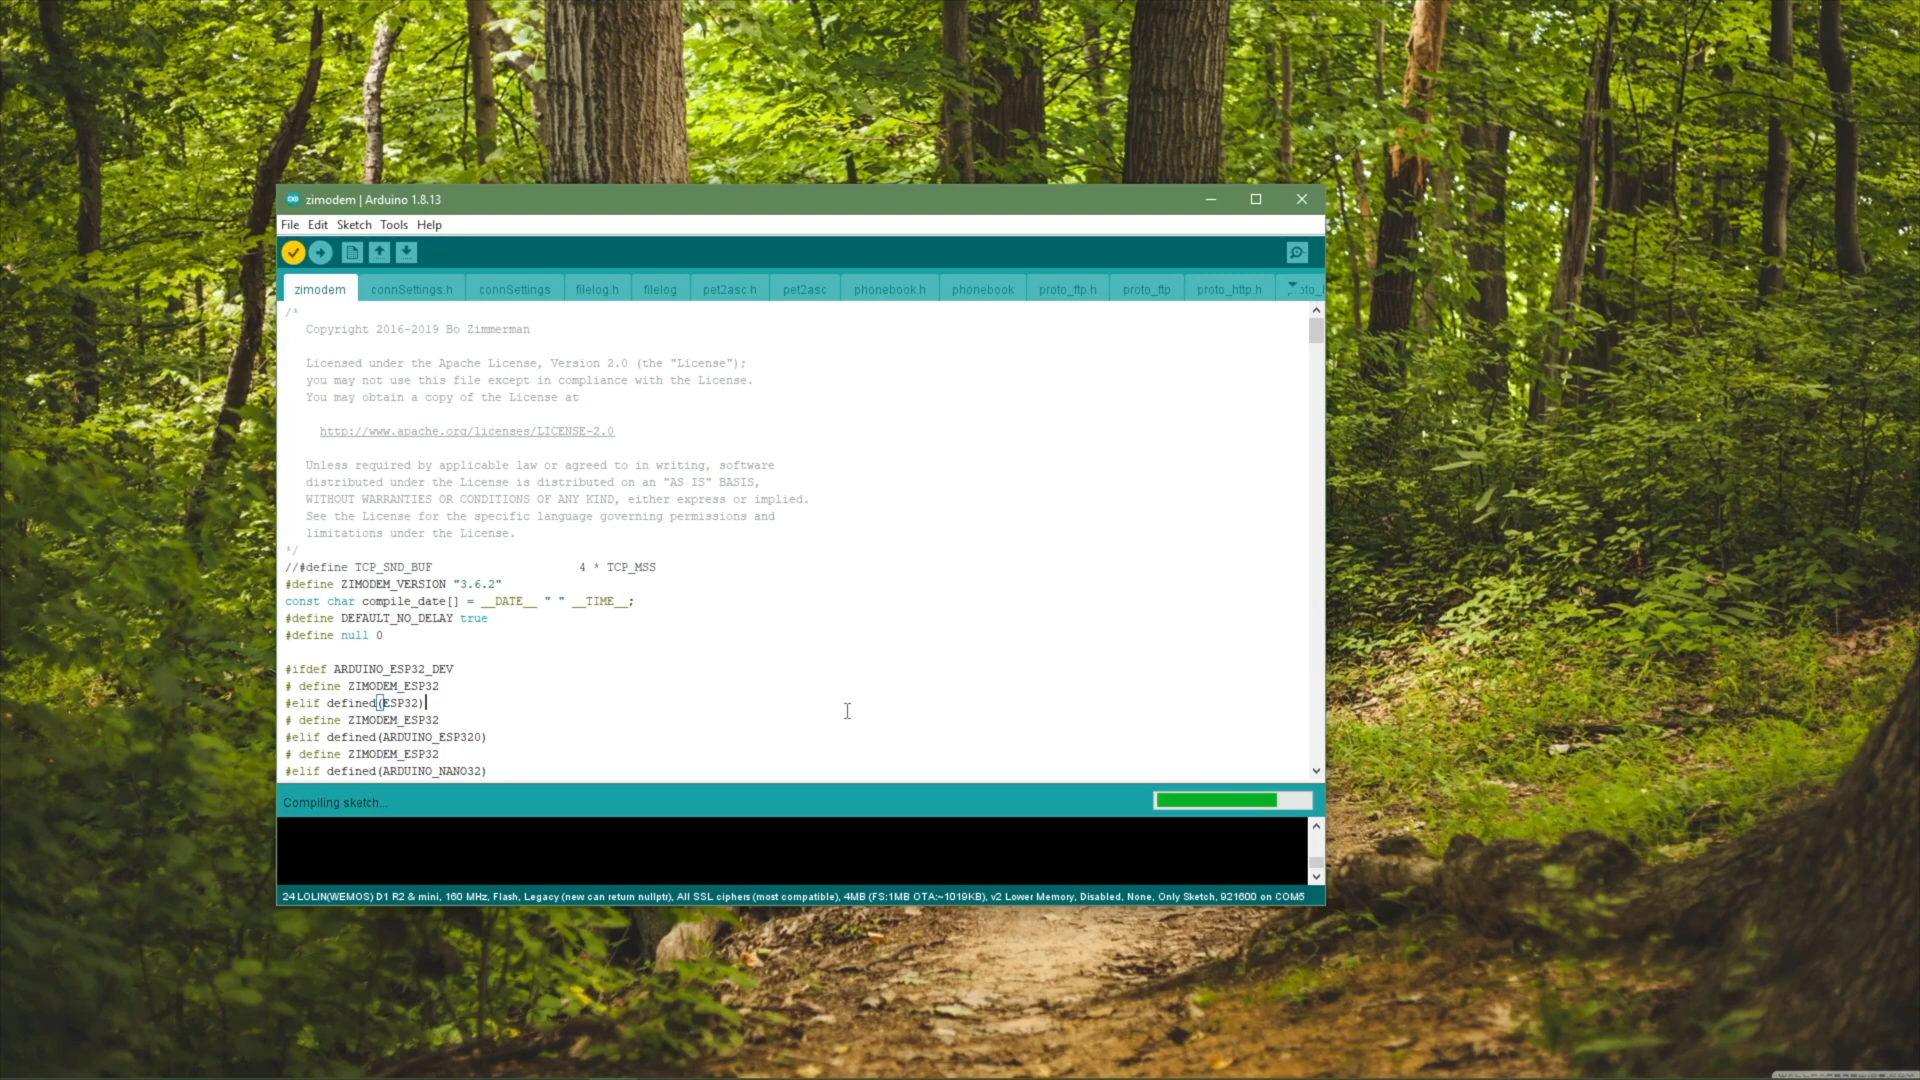 zimodem | Arduino 1.8.13
File Edit Sketch Tools Help
zimodem connSettings.h connSettings filelog.h filelog pet2asc.h pet2asc phonebook.h phonebook proto_ftp.h proto_ftp proto_http.h
/*
Copyright 2016-2019 Bo Zimmerman
Licensed under the Apache License, Version 2.0 (the "License");
you may not use this file except in compliance with the License.
You may obtain a copy of the License at
http://www.apache.org/licenses/LICENSE-2.0
Unless required by applicable law or agreed to in writing, software
distributed under the License is distributed on an "AS IS" BASIS,
WITHOUT WARRANTIES OR CONDITIONS OF ANY KIND, either express or implied.
See the License for the specific language governing permissions and
limitations under the License.
*/
//#define TCP_SND_BUF 4 * TCP_MSS
#define ZIMODEM_VERSION "3.6.2"
const char compile_date[] = __DATE__ " " __TIME__;
#define DEFAULT_NO_DELAY true
#define null 0
#ifdef ARDUINO_ESP32_DEV
# define ZIMODEM_ESP32
#elif defined(ESP32)
# define ZIMODEM_ESP32
#elif defined(ARDUINO_ESP320)
# define ZIMODEM_ESP32
#elif defined(ARDUINO_NANO32)
Compiling sketch...
24 LOLIN(WEMOS) D1 R2 & mini, 160 MHz, Flash, Legacy (new can return nullptr), All SSL ciphers (most compatible), 4MB (FS:1MB OTA:~1019KB), v2 Lower Memory, Disabled, None, Only Sketch, 921600 on COM5